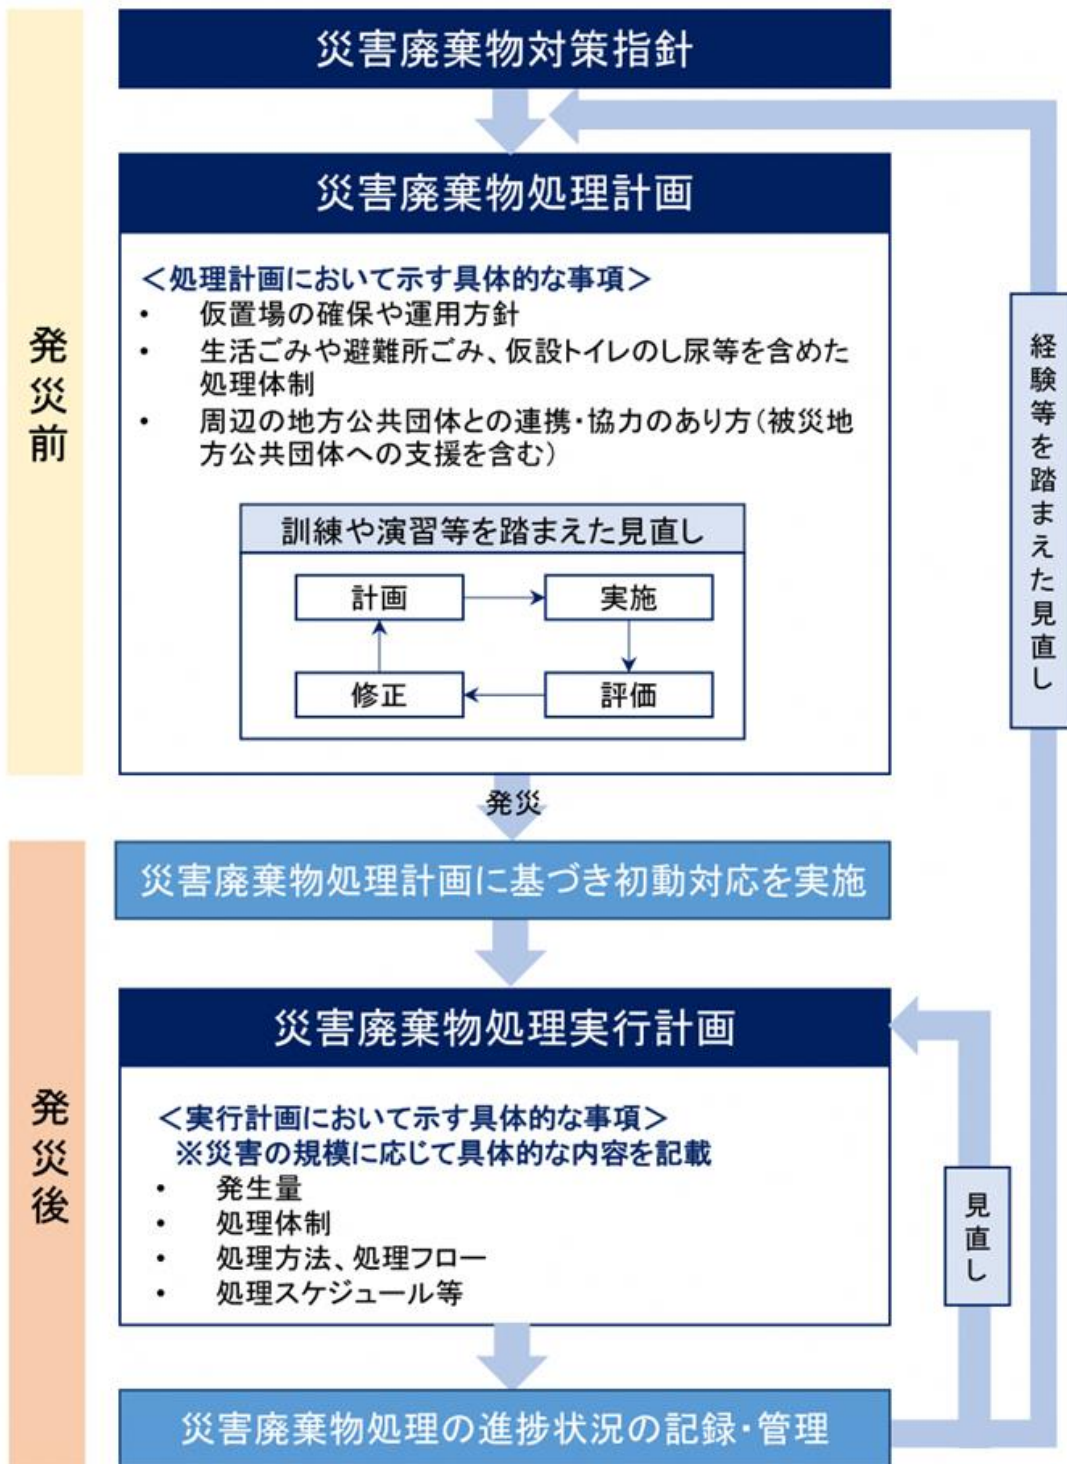 災害廃棄物対策指針
災害廃棄物処理計画
＜処理計画において示す具体的な事項＞
• 仮置場の確保や運用方針
• 生活ごみや避難所ごみ、仮設トイレのし尿等を含めた
処理体制
• 周辺の地方公共団体との連携・協力のあり方(被災地
方公共団体への支援を含む)
訓練や演習等を踏まえた見直し
計画
実施
修正
評価
発災前
経験等を踏まえた見直し
発災
災害廃棄物処理計画に基づき初動対応を実施
災害廃棄物処理実行計画
＜実行計画において示す具体的な事項＞
※災害の規模に応じて具体的な内容を記載
• 発生量
• 処理体制
• 処理方法、処理フロー
• 処理スケジュール等
発災後
見直し
災害廃棄物処理の進捗状況の記録・管理